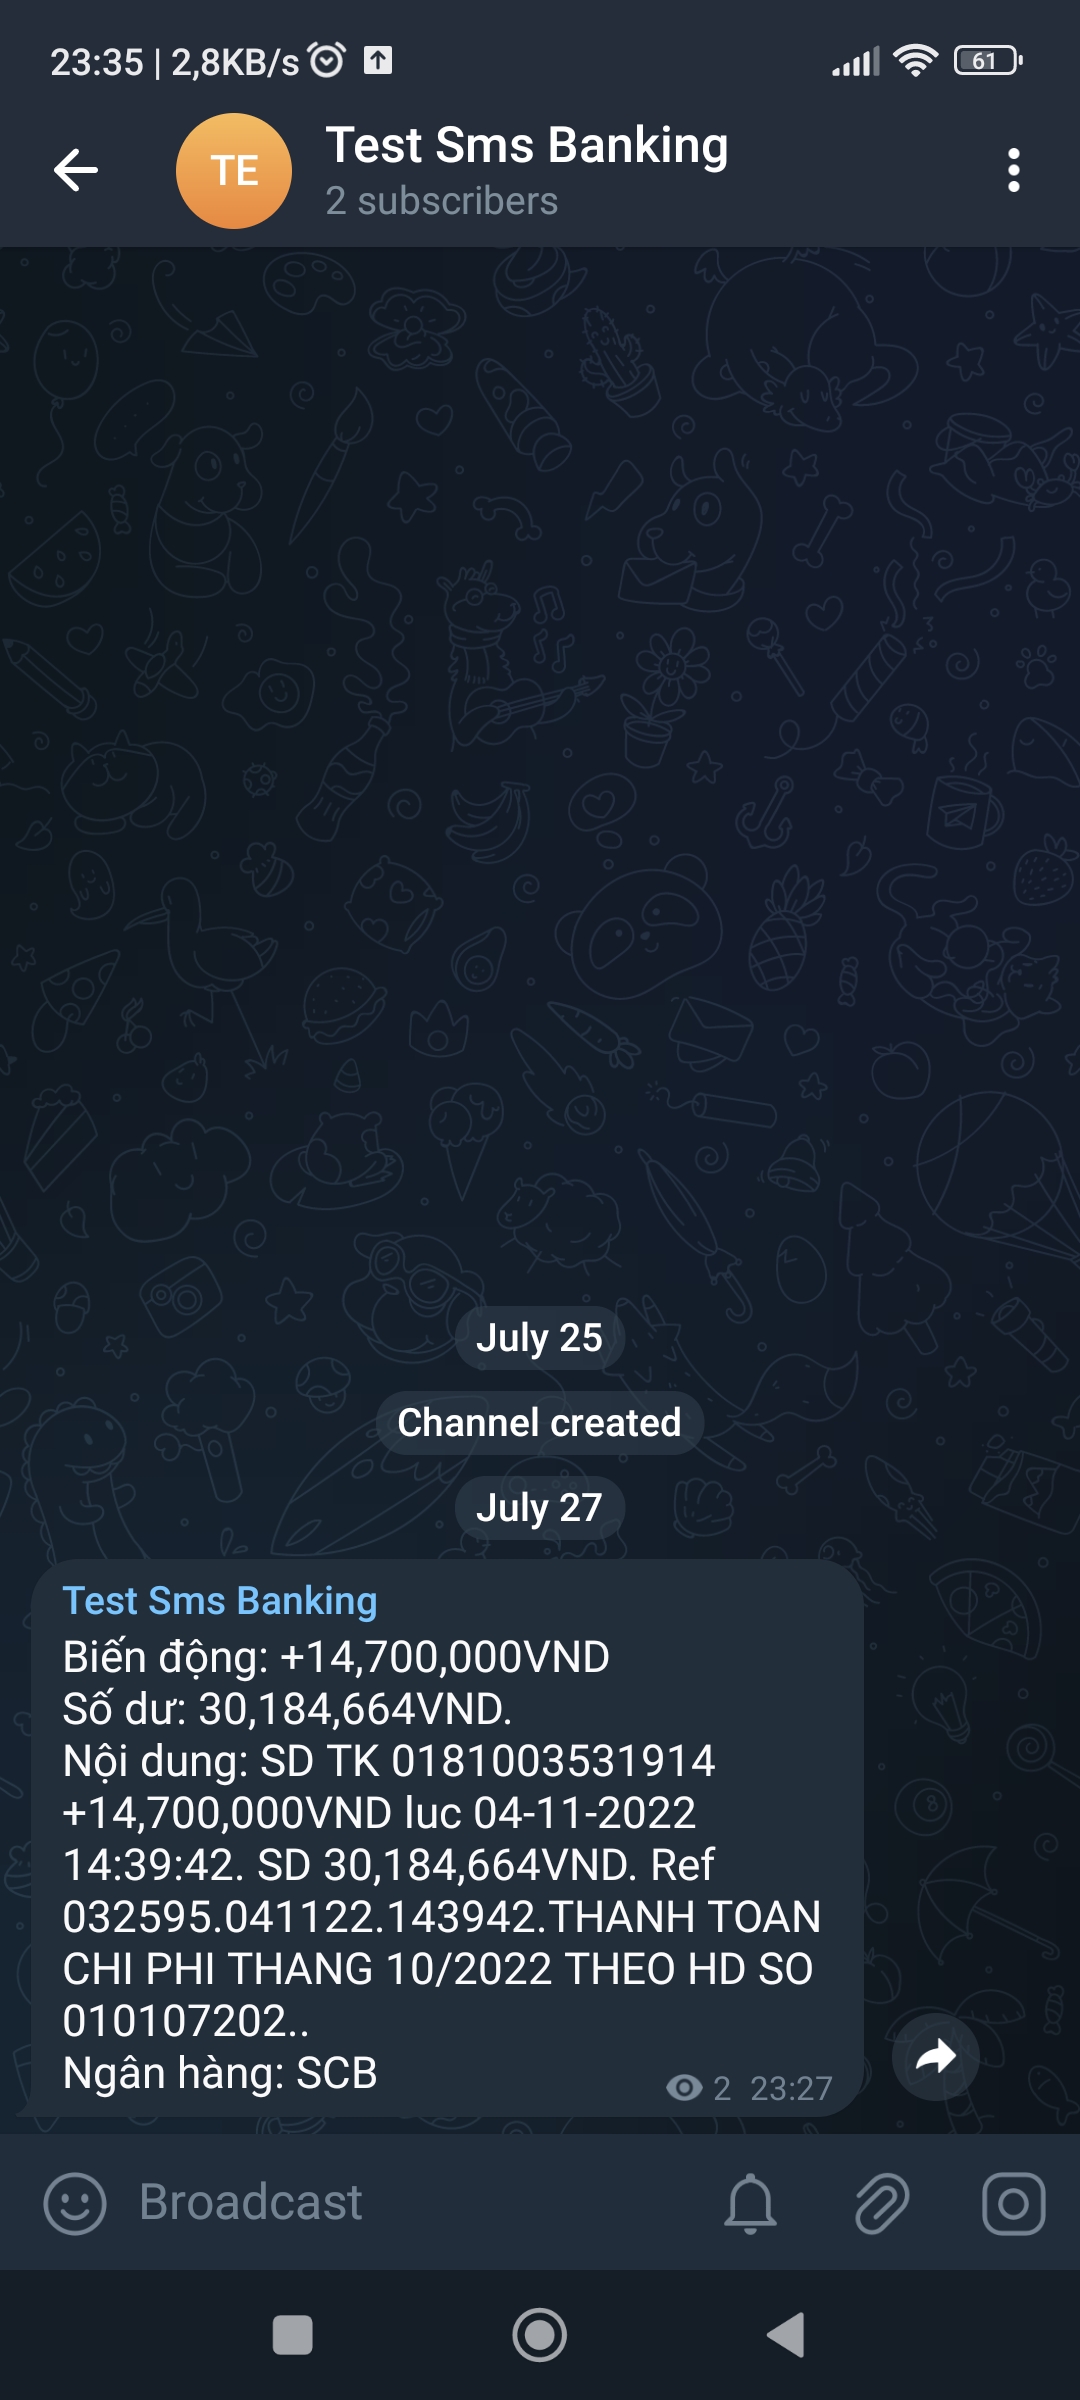 23:35 | 2,8KB/s
61
TE
Test Sms Banking
2 subscribers
July 25
Channel created
July 27
Test Sms Banking
Biến động: +14,700,000VND
Số dư: 30,184,664VND.
Nội dung: SD TK 0181003531914
+14,700,000VND luc 04-11-2022
14:39:42. SD 30,184,664VND. Ref
032595.041122.143942.THANH TOAN
CHI PHI THANG 10/2022 THEO HD SO
010107202..
Ngân hàng: SCB
2 23:27
Broadcast